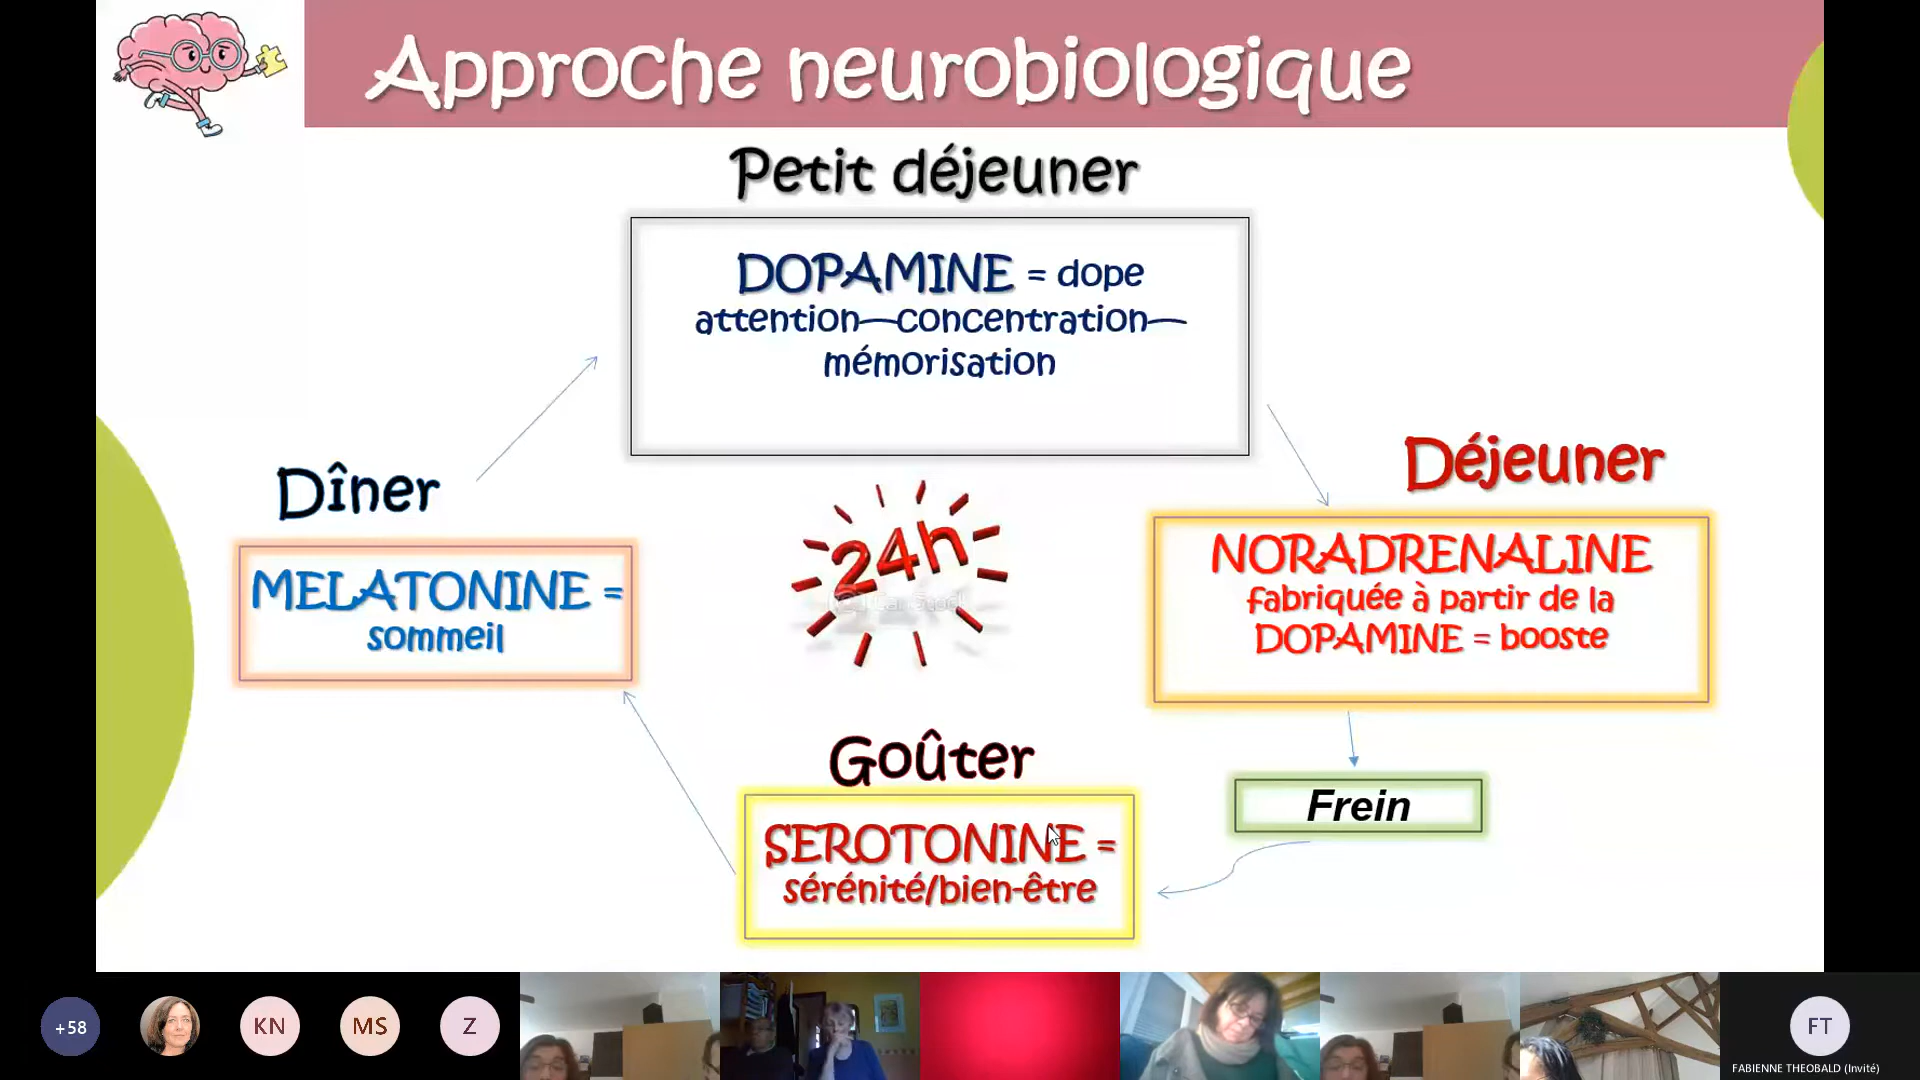 Approche neurobiologique
Petit déjeuner
DOPAMINE = dope
attention—concentration—
mémorisation
Dîner
MELATONINE =
sommeil
24h
Déjeuner
NORADRENALINE
fabriquée à partir de la
DOPAMINE = booste
Frein
Goûter
SEROTONINE =
sérénité/bien-être
+58
KN
MS
Z
FT
FABIENNE THEOBALD (Invité)